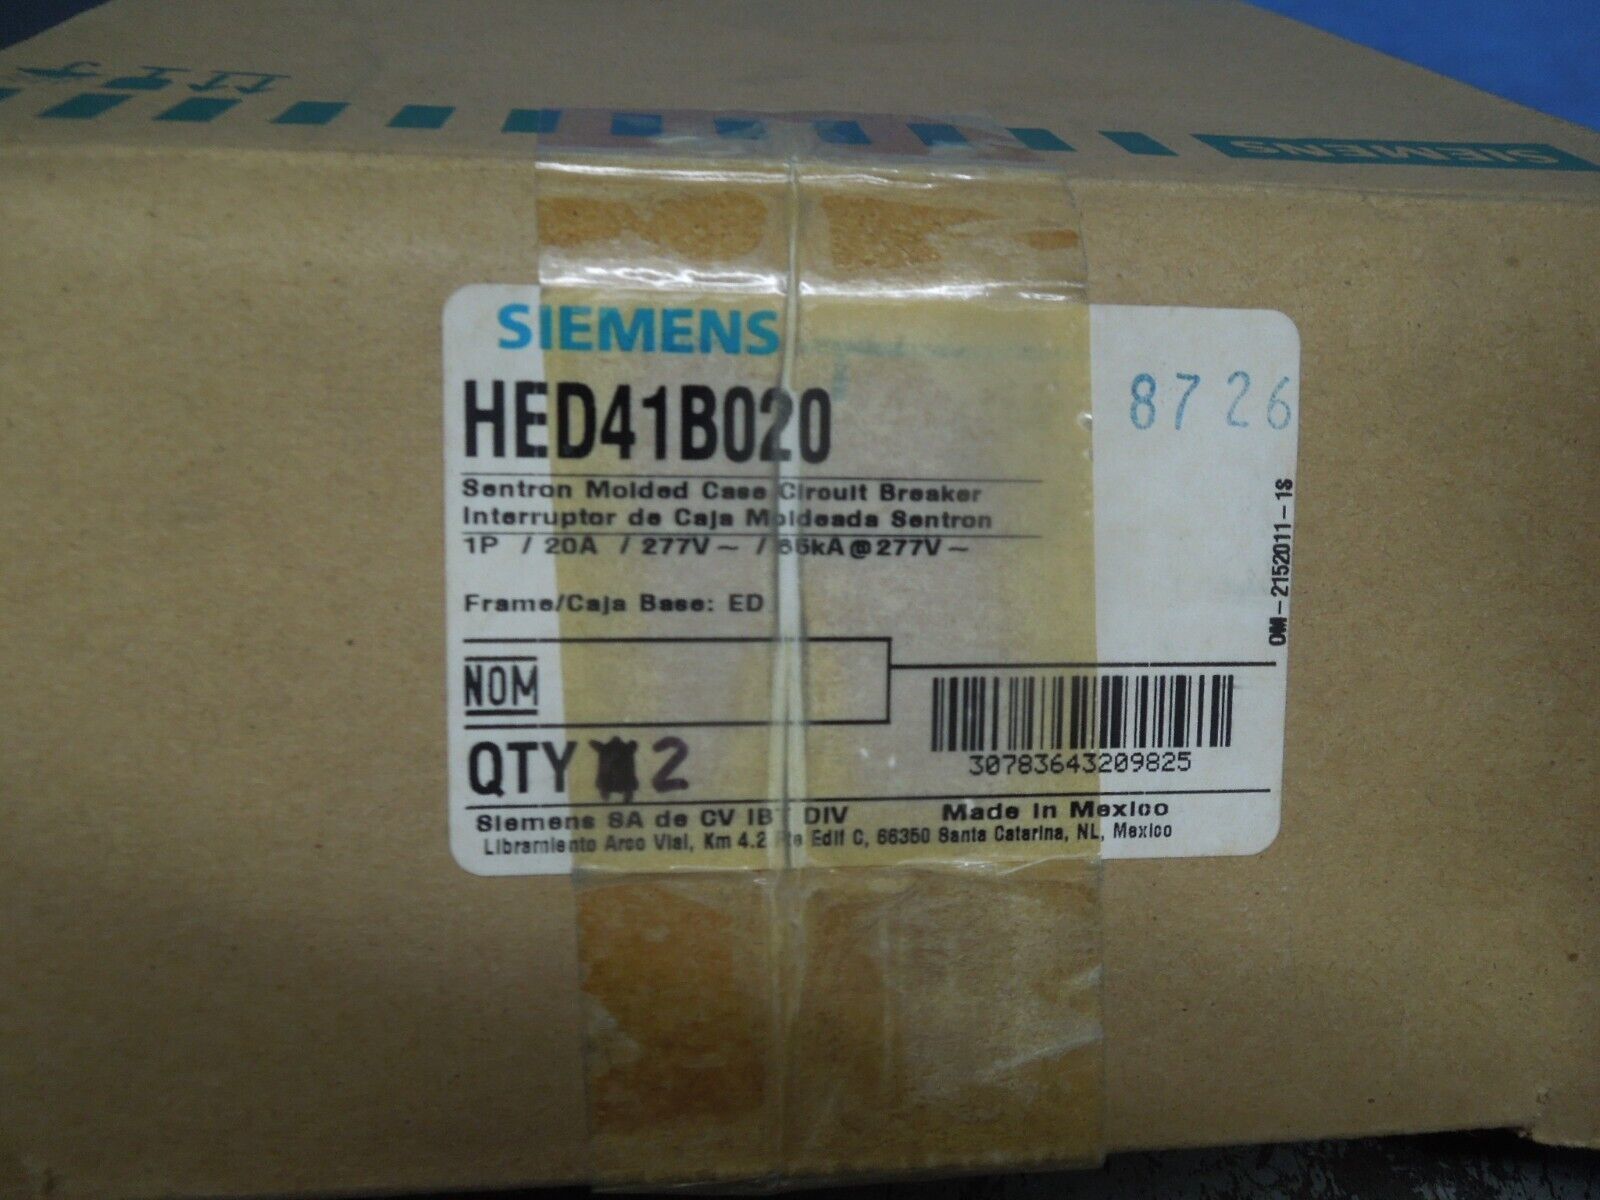 SIEMENS
SIEMENS
HED41B020
8726
Sentron Molded Case Circuit Breaker
Interruptor de Caja Moldeada Sentron
1P / 20A / 277V~ / 65kA@277V~
Frame/Caja Base: ED
OM-2152011-1S
NOM
QTY 2
30783643209825
Siemens SA de CV IBT DIV Made in Mexico
Libramiento Arco Vial, Km 4.2 Pte Edif C, 66350 Santa Catarina, NL, Mexico